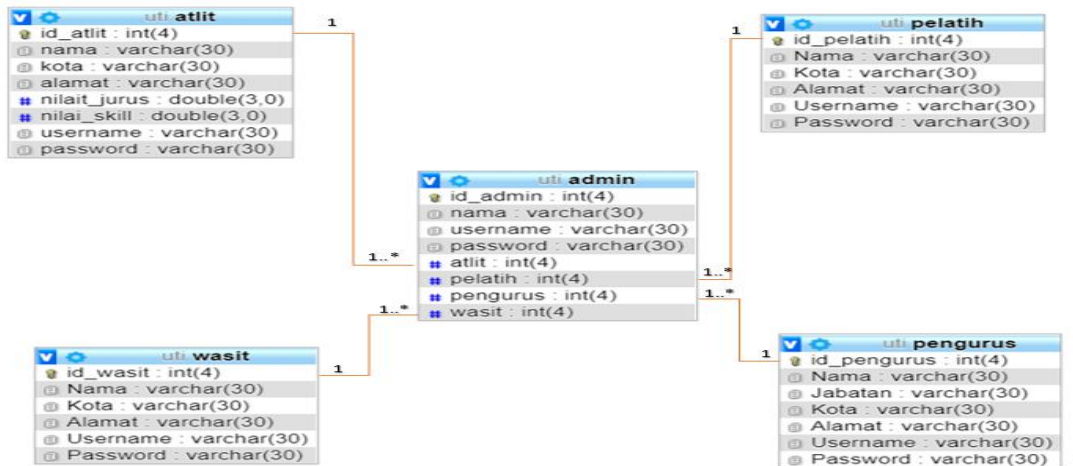 uti atlit
id_atlit : int(4)
nama : varchar(30)
kota : varchar(30)
alamat : varchar(30)
nilait_jurus : double(3,0)
nilai_skill : double(3,0)
username : varchar(30)
password : varchar(30)
1
1..*
uti pelatih
id_pelatih : int(4)
Nama : varchar(30)
Kota : varchar(30)
Alamat : varchar(30)
Username : varchar(30)
Password : varchar(30)
1
1..*
uti admin
id_admin : int(4)
nama : varchar(30)
username : varchar(30)
password : varchar(30)
atlit : int(4)
pelatih : int(4)
pengurus : int(4)
wasit : int(4)
1..*
1
uti wasit
id_wasit : int(4)
Nama : varchar(30)
Kota : varchar(30)
Alamat : varchar(30)
Username : varchar(30)
Password : varchar(30)
1..*
1
uti pengurus
id_pengurus : int(4)
Nama : varchar(30)
Jabatan : varchar(30)
Kota : varchar(30)
Alamat : varchar(30)
Username : varchar(30)
Password : varchar(30)